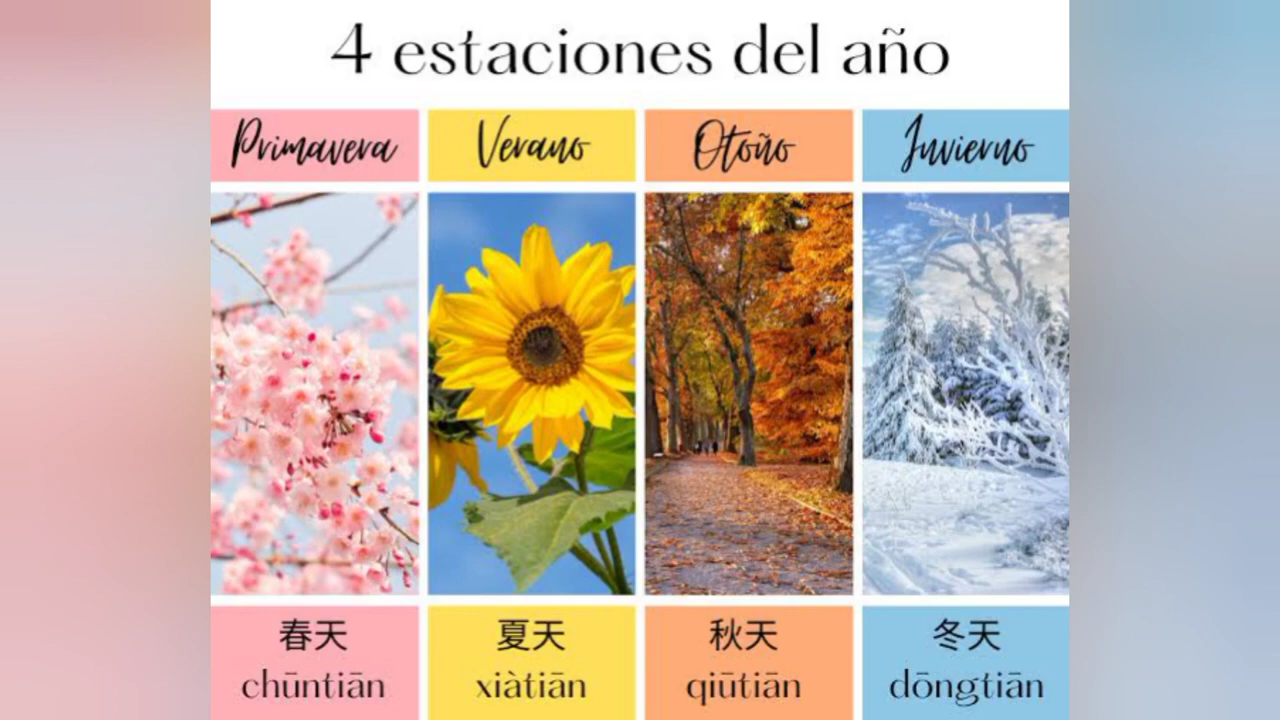 4 estaciones del año
Primavera
Verano
Otoño
Invierno
春天
chūntiān
夏天
xiàtiān
秋天
qiūtiān
冬天
dōngtiān